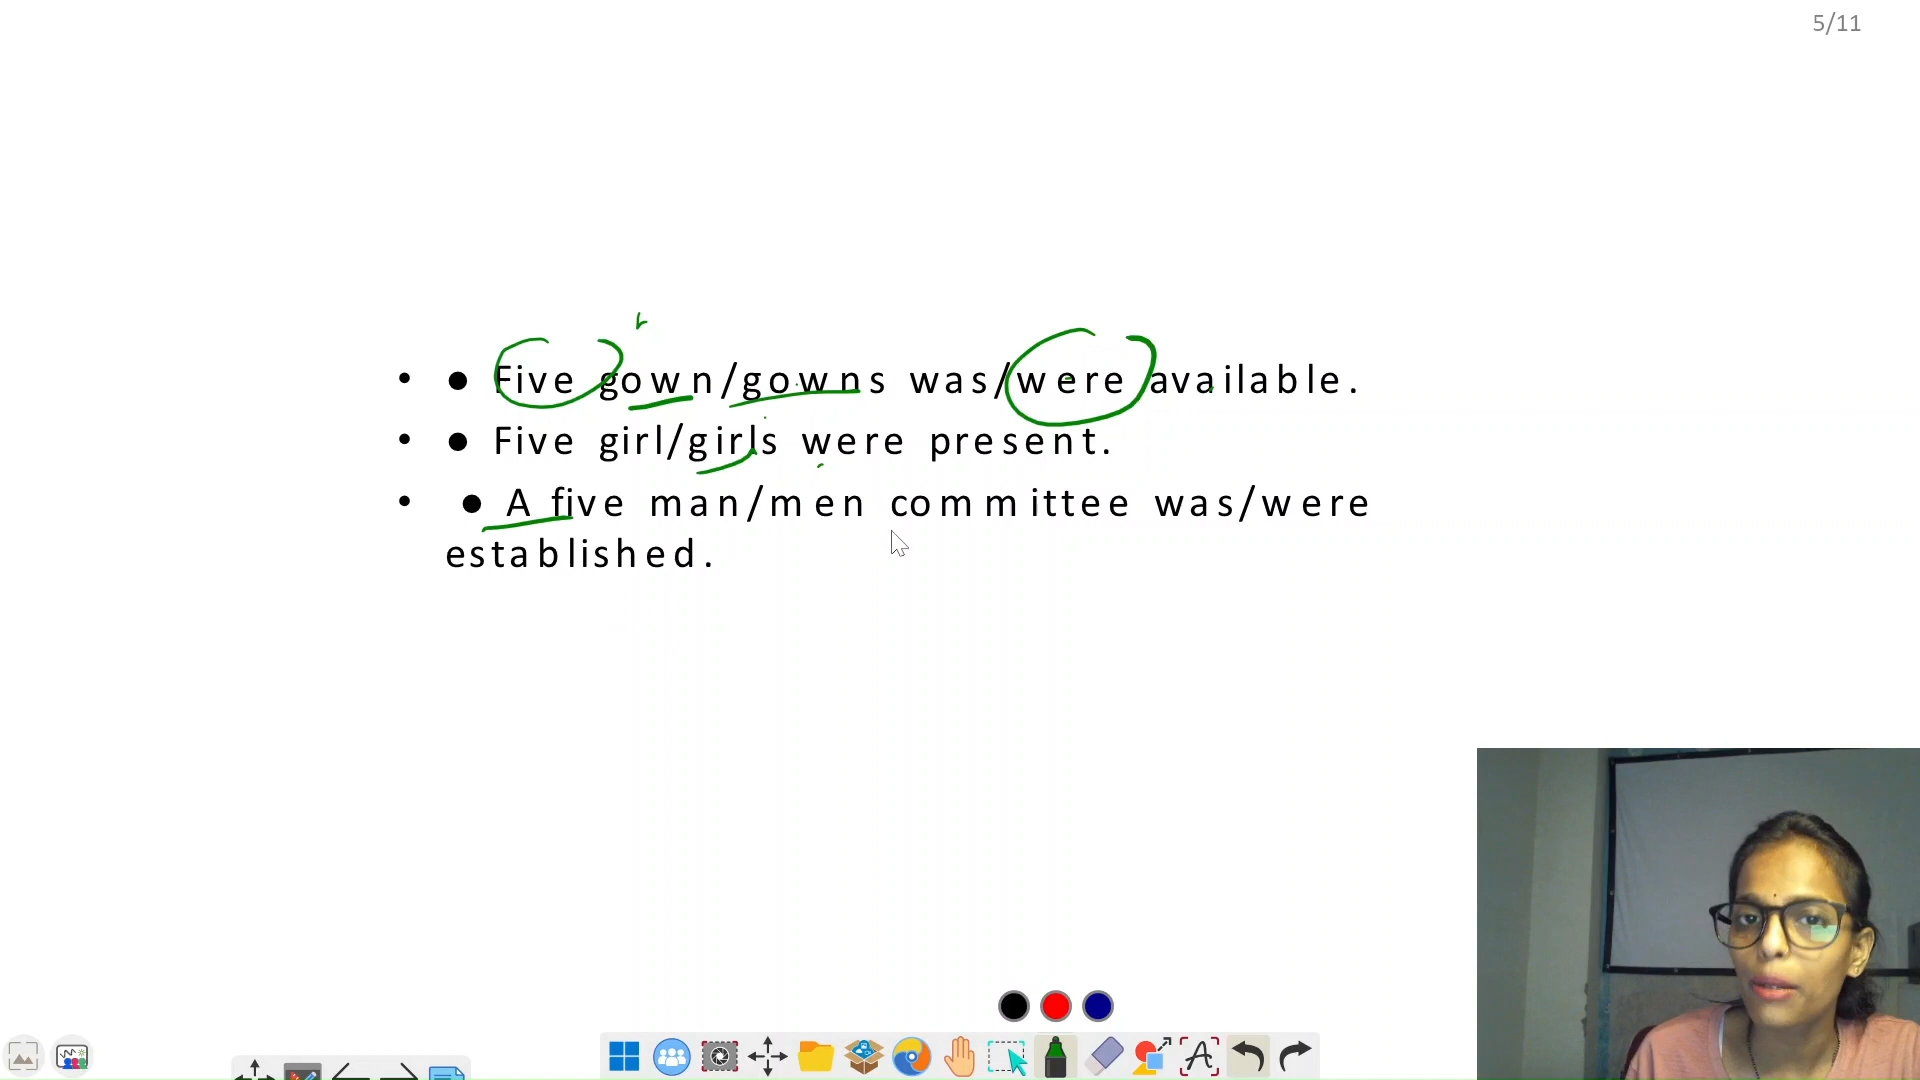 5/11
• ● Five gown/gowns was/were available.
• ● Five girl/girls were present.
• ● A five man/men committee was/were
established.